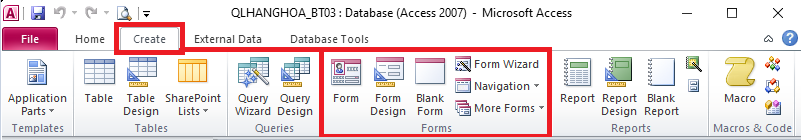 QLHANGHOA_BT03 : Database (Access 2007) - Microsoft Access
File Home Create External Data Database Tools
Application Parts
Table
Table Design
SharePoint Lists
Query Wizard
Query Design
Form
Form Design
Blank Form
Form Wizard
Navigation
More Forms
Report
Report Design
Blank Report
Macro
Templates Tables Queries Forms Reports Macros & Code